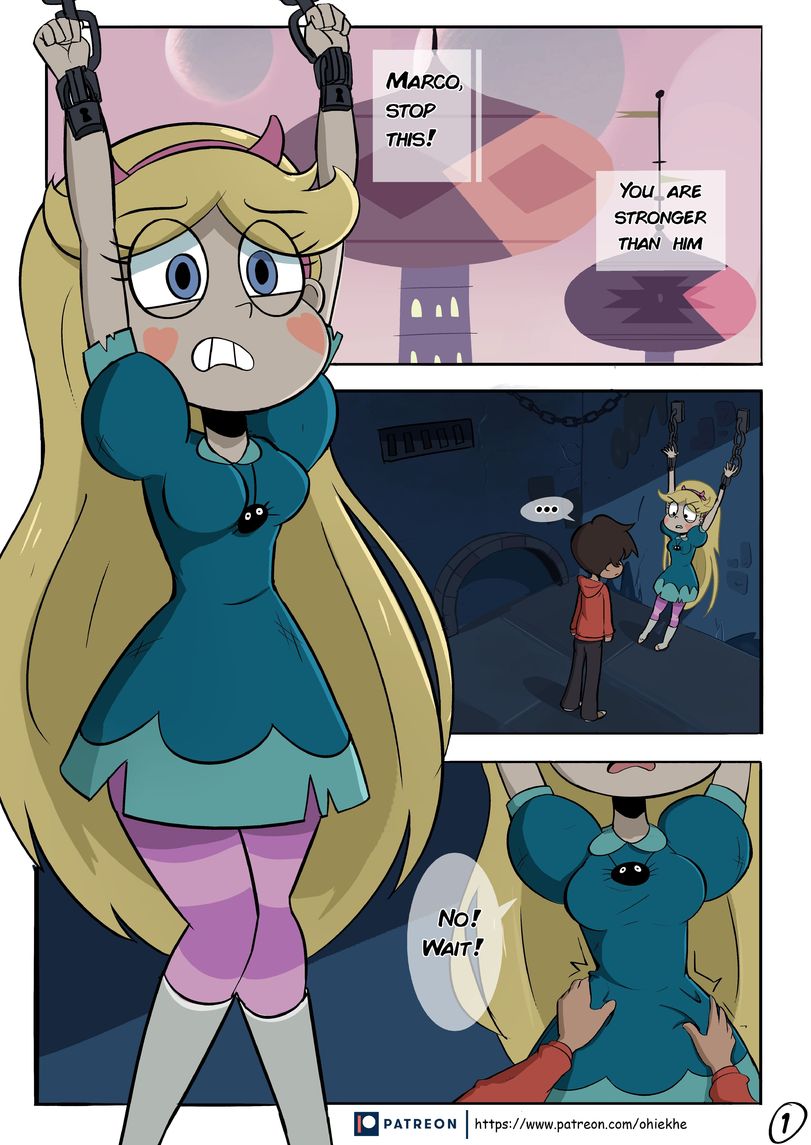 MARCO,
STOP
THIS!
YOU ARE
STRONGER
THAN HIM
...
NO!
WAIT!
PATREON | https://www.patreon.com/ohiekhe
1